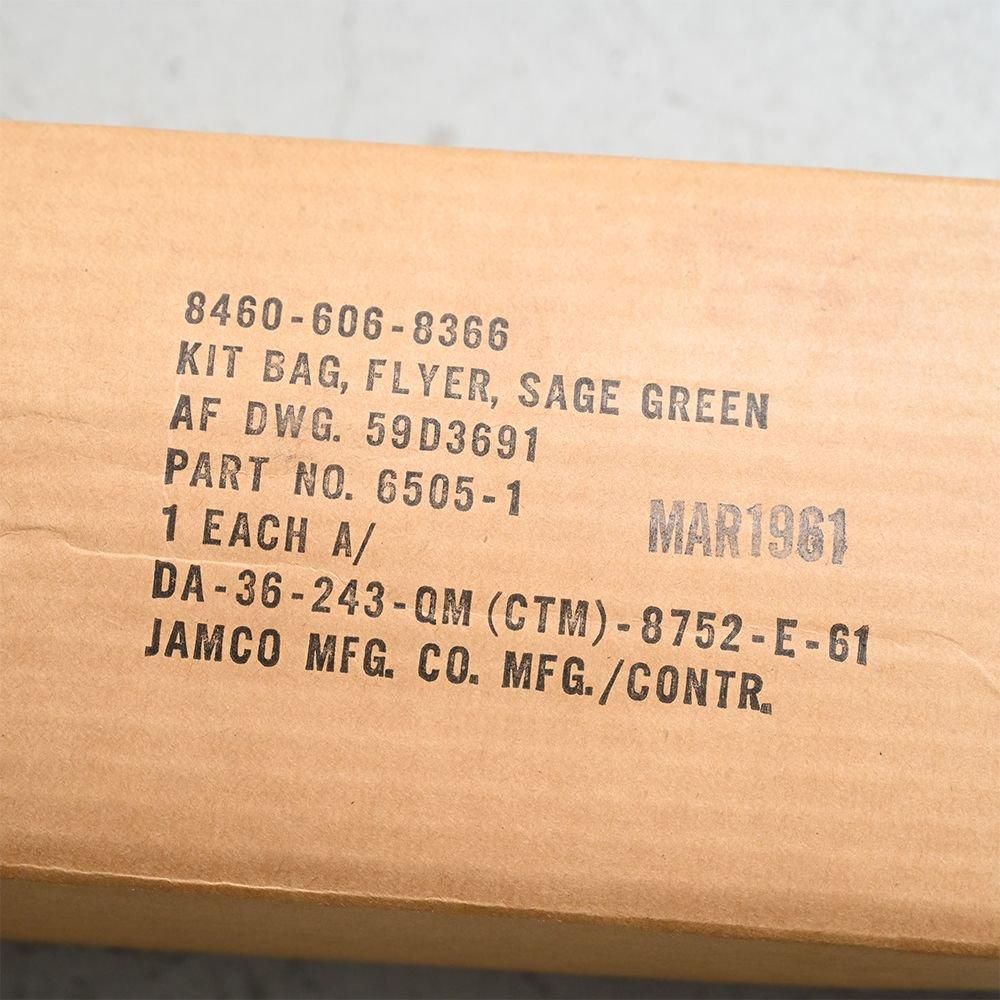 8460-606-8366
KIT BAG, FLYER, SAGE GREEN
AF DWG. 59D3691
PART NO. 6505-1
1 EACH A/
MAR1961
DA-36-243-QM (CTM)-8752-E-61
JAMCO MFG. CO. MFG./CONTR.